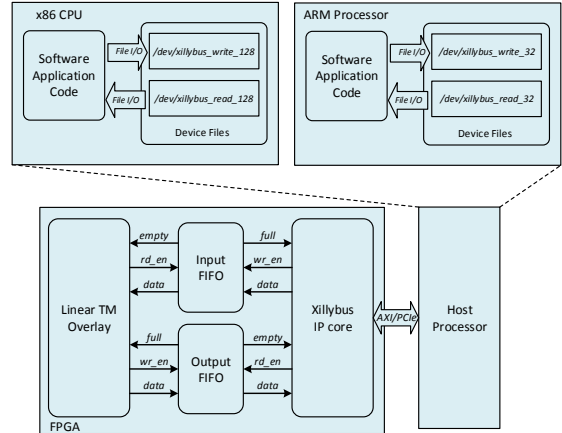 x86 CPU
Software
Application
Code
File I/O
File I/O
/dev/xillybus_write_128
/dev/xillybus_read_128
Device Files
ARM Processor
Software
Application
Code
File I/O
File I/O
/dev/xillybus_write_32
/dev/xillybus_read_32
Device Files
Linear TM
Overlay
empty
rd_en
data
Input
FIFO
full
wr_en
data
full
wr_en
data
Output
FIFO
empty
rd_en
data
Xillybus
IP core
AXI/PCIe
Host
Processor
FPGA